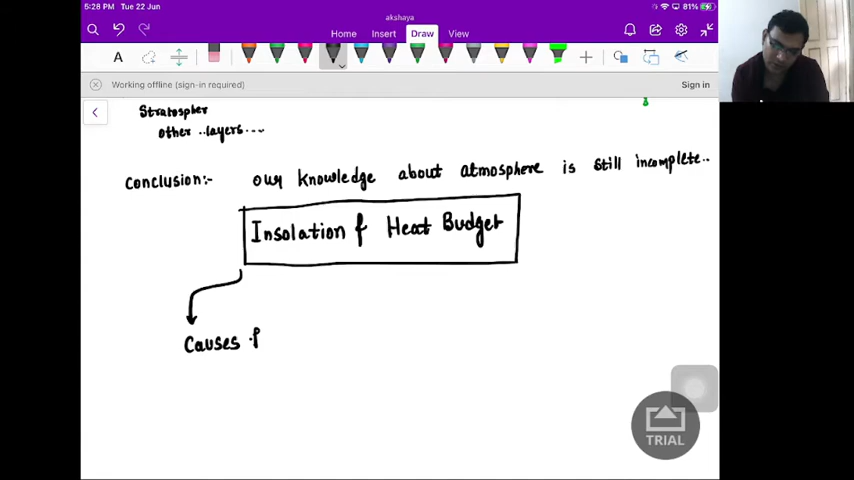 5:28 PM Tue 22 Jun
81%
akshaya
Home Insert Draw View
A
Working offline (sign-in required) Sign in
Stratospher
other layers....
Conclusion:- our knowledge about atmosphere is still incomplete..
Insolation & Heat Budget
Causes &
TRIAL